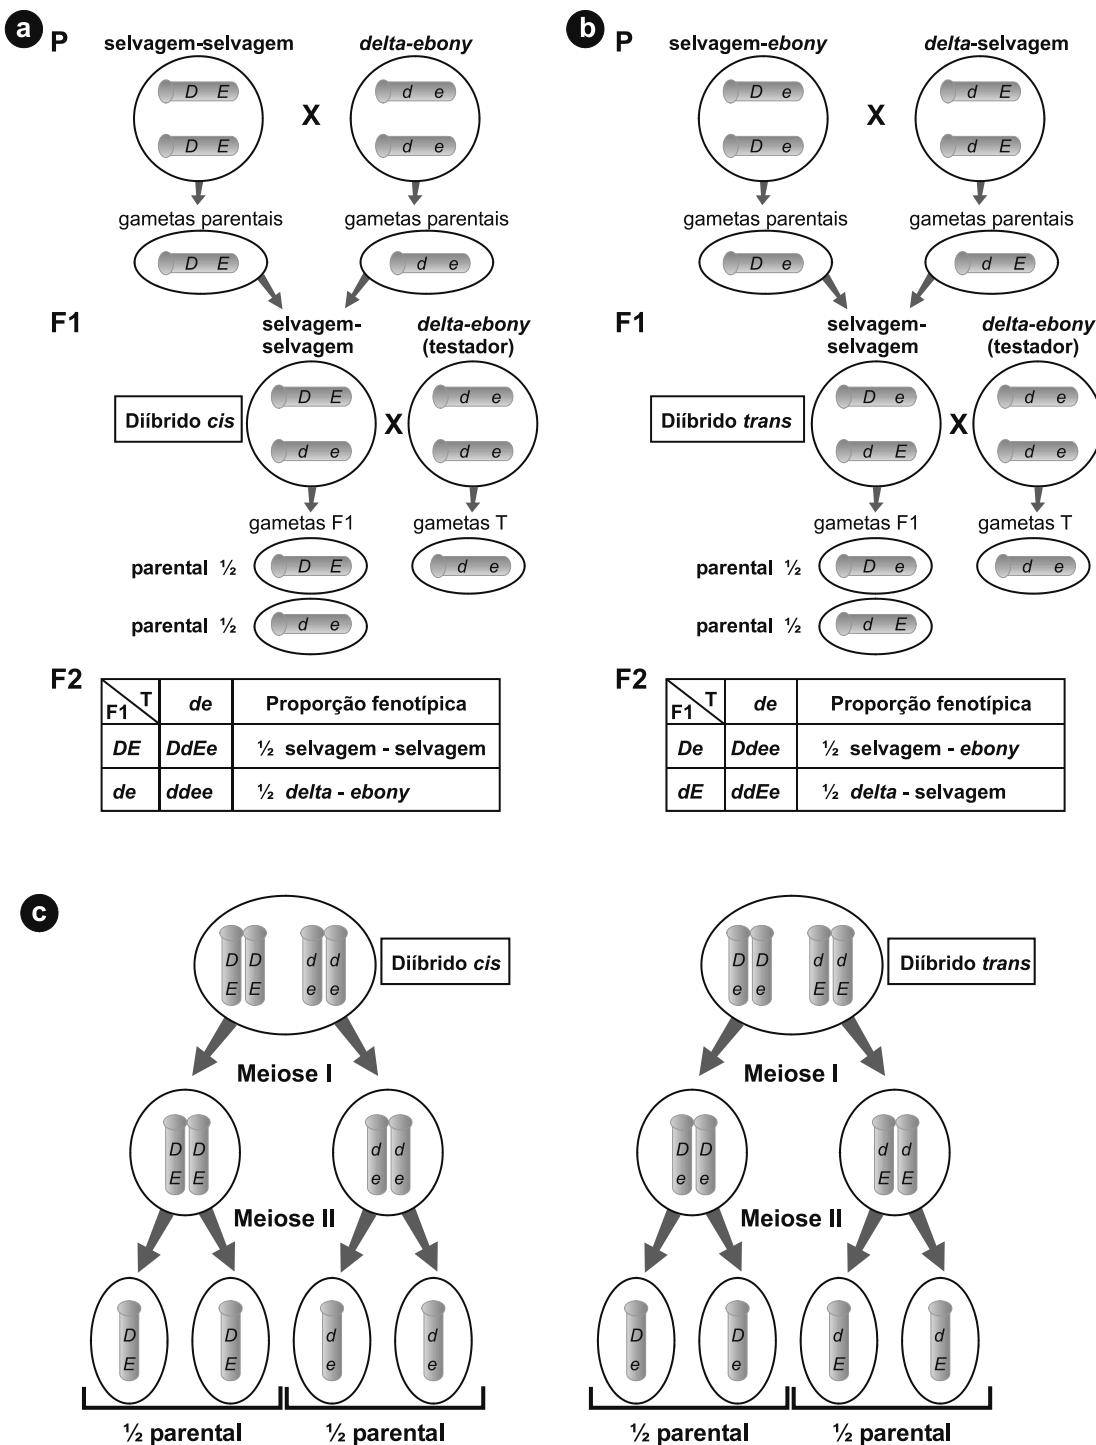 a
P
selvagem-selvagem
delta-ebony
D E
d e
X
D E
d e
gametas parentais
gametas parentais
D E
d e
F1
selvagem-
selvagem
delta-ebony
(testador)
Diíbrido cis
D E
d e
X
d e
d e
gametas F1
gametas T
parental ½
D E
d e
parental ½
d e
F2
F1 T
de
Proporção fenotípica
DE
DdEe
½ selvagem - selvagem
de
ddee
½ delta - ebony
b
P
selvagem-ebony
delta-selvagem
D e
d E
X
D e
d E
gametas parentais
gametas parentais
D e
d E
F1
selvagem-
selvagem
delta-ebony
(testador)
Diíbrido trans
D e
d E
X
d e
d e
gametas F1
gametas T
parental ½
D e
d e
parental ½
d E
F2
F1 T
de
Proporção fenotípica
De
Ddee
½ selvagem - ebony
dE
ddEe
½ delta - selvagem
c
D D d d
E E e e
Diíbrido cis
Meiose I
D D d d
E E e e
Meiose II
D D d d
E E e e
½ parental
½ parental
D D d d
e e E E
Diíbrido trans
Meiose I
D D d d
e e E E
Meiose II
D D d d
e e E E
½ parental
½ parental